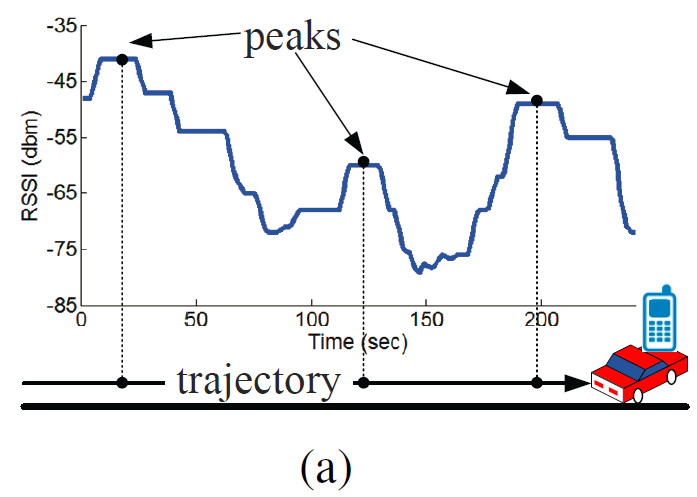 peaks
RSSI (dbm)
-35
-45
-55
-65
-75
-85
0 50 100 150 200
Time (sec)
trajectory
(a)